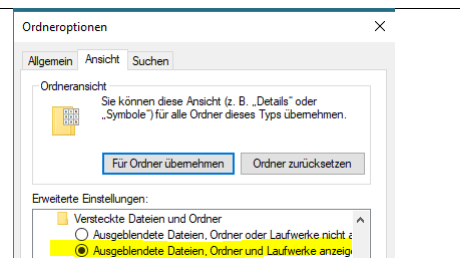 Ordneroptionen
Allgemein Ansicht Suchen
Ordneransicht
Sie können diese Ansicht (z. B. „Details" oder
„Symbole") für alle Ordner dieses Typs übernehmen.
Für Ordner übernehmen Ordner zurücksetzen
Erweiterte Einstellungen:
Versteckte Dateien und Ordner
Ausgeblendete Dateien, Ordner oder Laufwerke nicht
Ausgeblendete Dateien, Ordner und Laufwerke